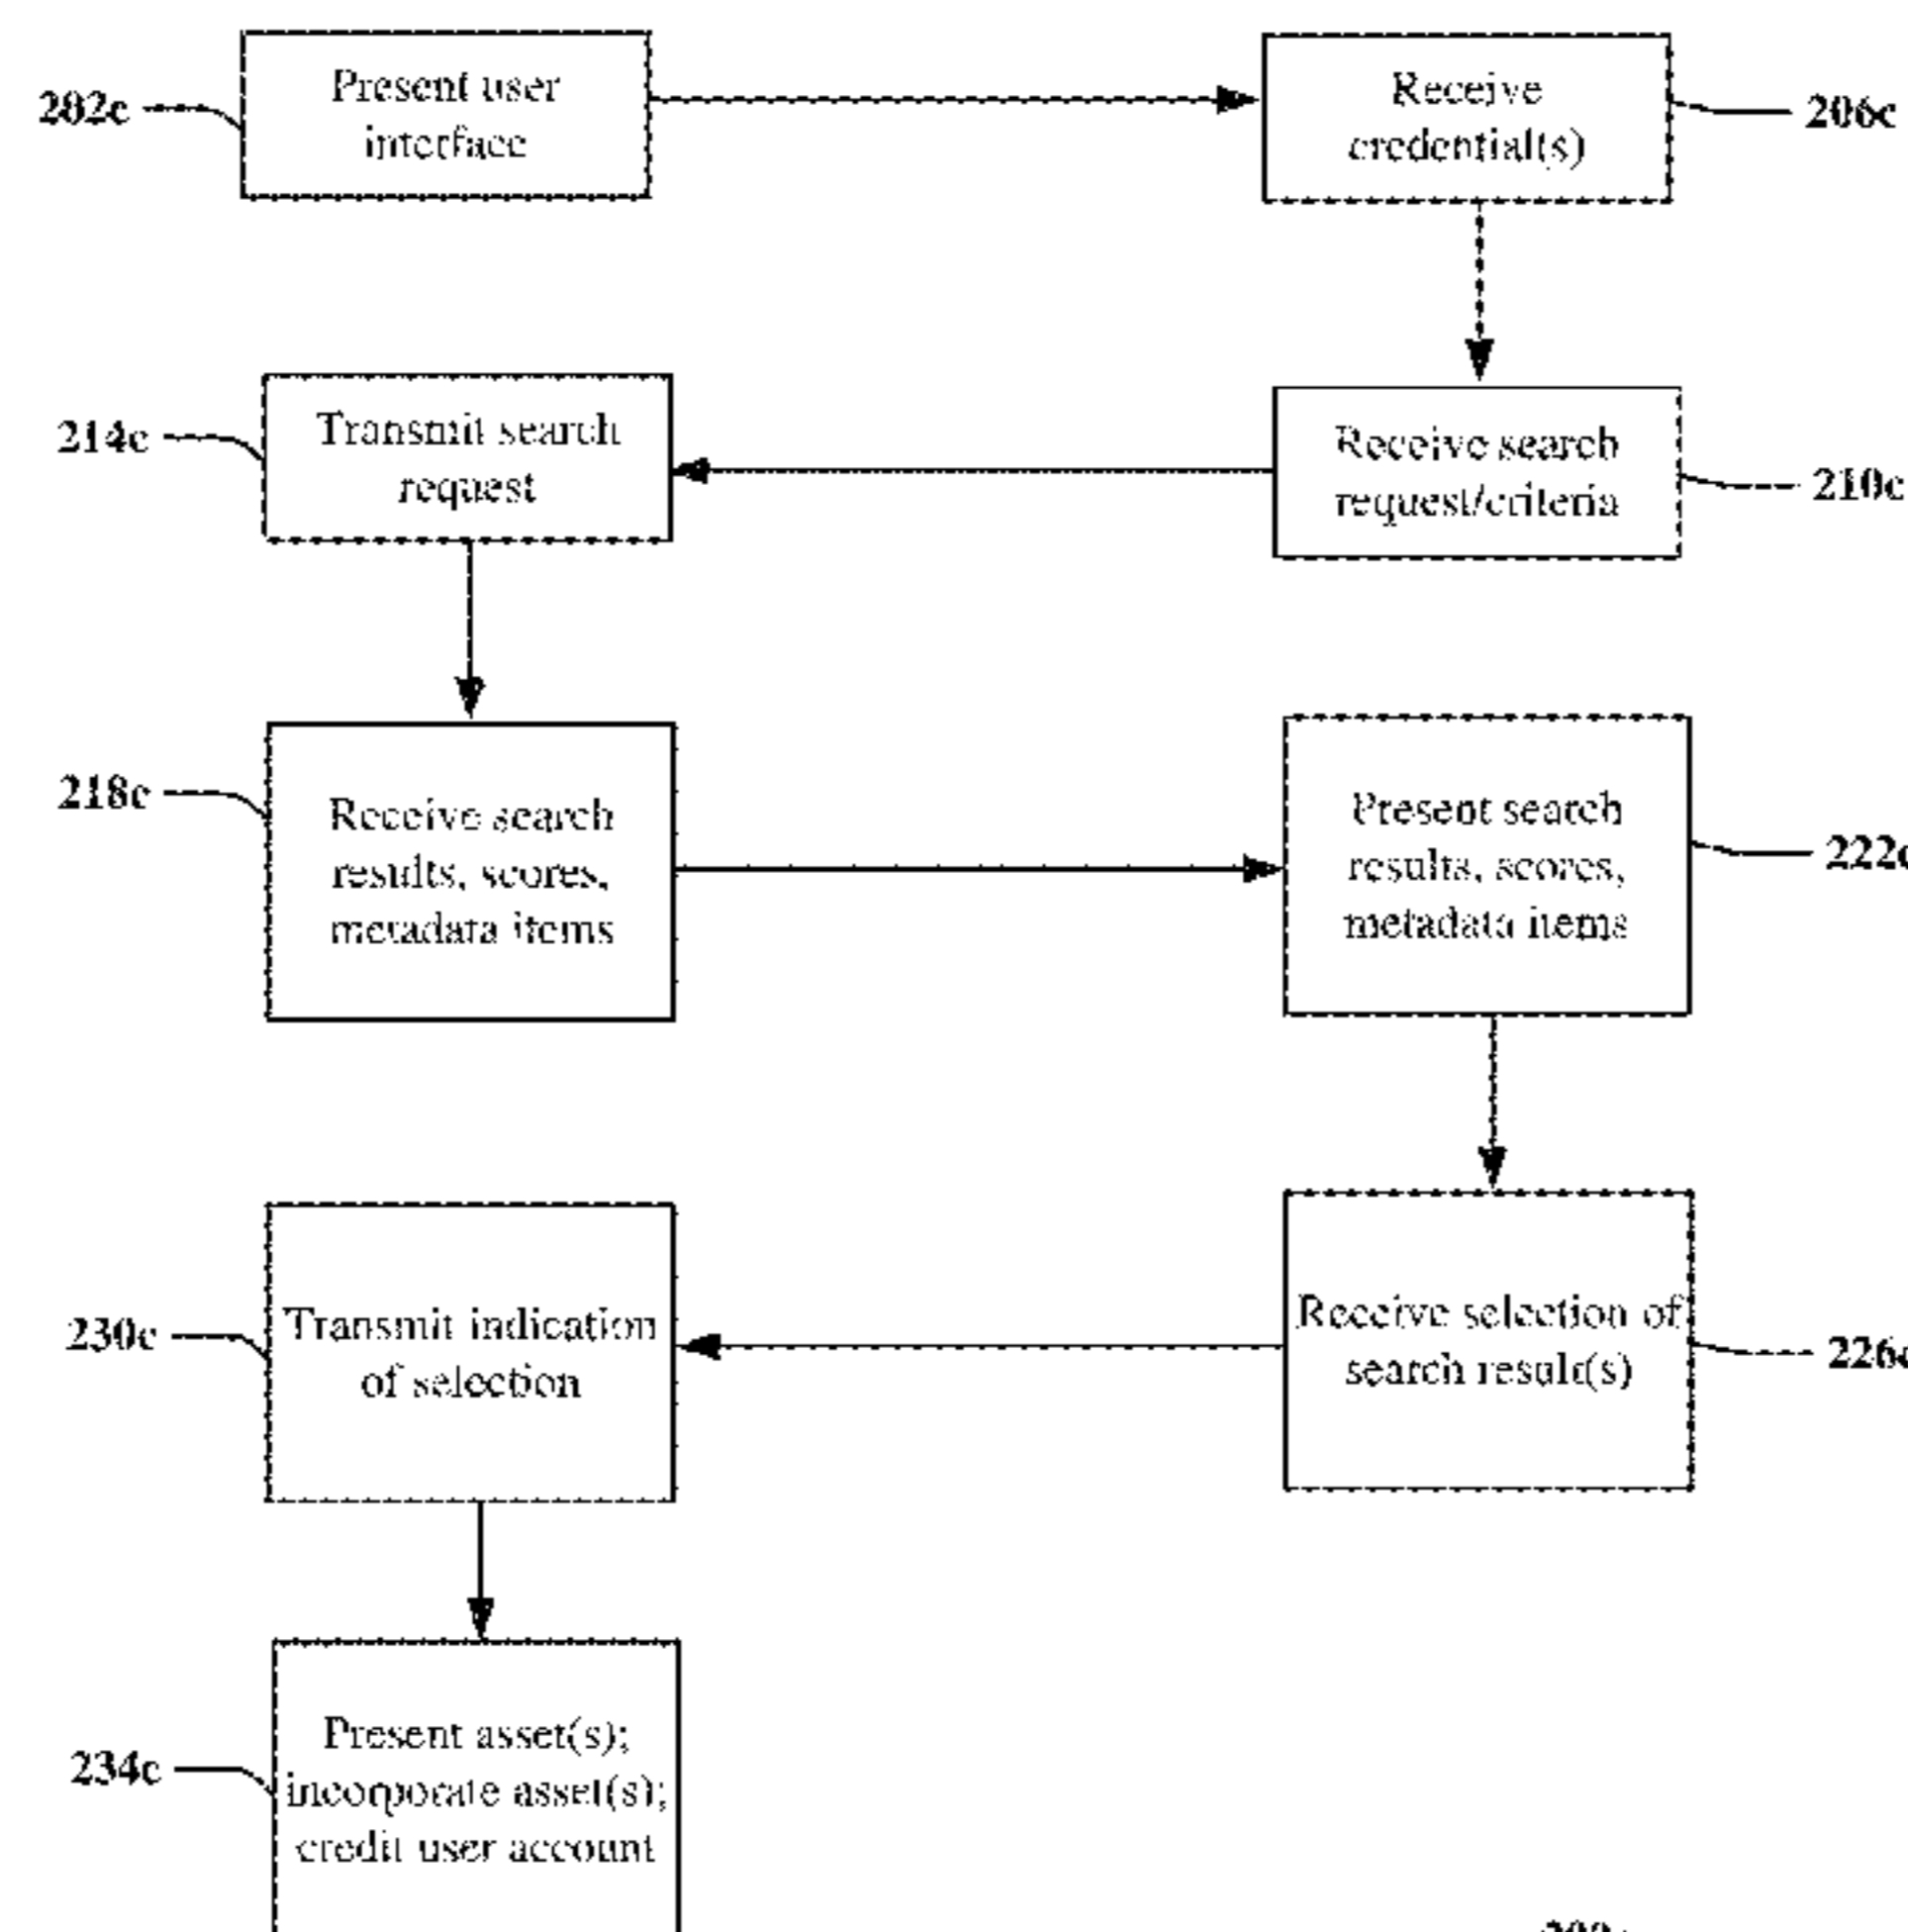 202c
Present user
interface
Receive
credential(s)
206c
214c
Transmit search
request
Receive search
request/criteria
210c
218c
Receive search
results, scores,
metadata items
Present search
results, scores,
metadata items
222c
230c
Transmit indication
of selection
Receive selection of
search result(s)
226c
234c
Present asset(s);
incorporate asset(s);
credit user account